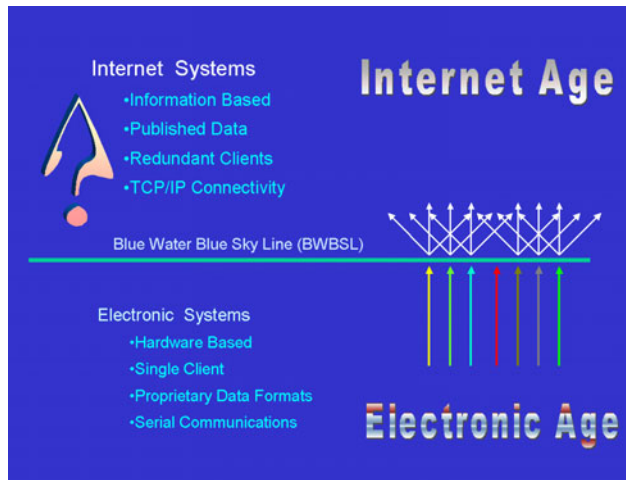 Internet Systems
•Information Based
•Published Data
•Redundant Clients
•TCP/IP Connectivity
Internet Age
Blue Water Blue Sky Line (BWBSL)
Electronic Systems
•Hardware Based
•Single Client
•Proprietary Data Formats
•Serial Communications
Electronic Age